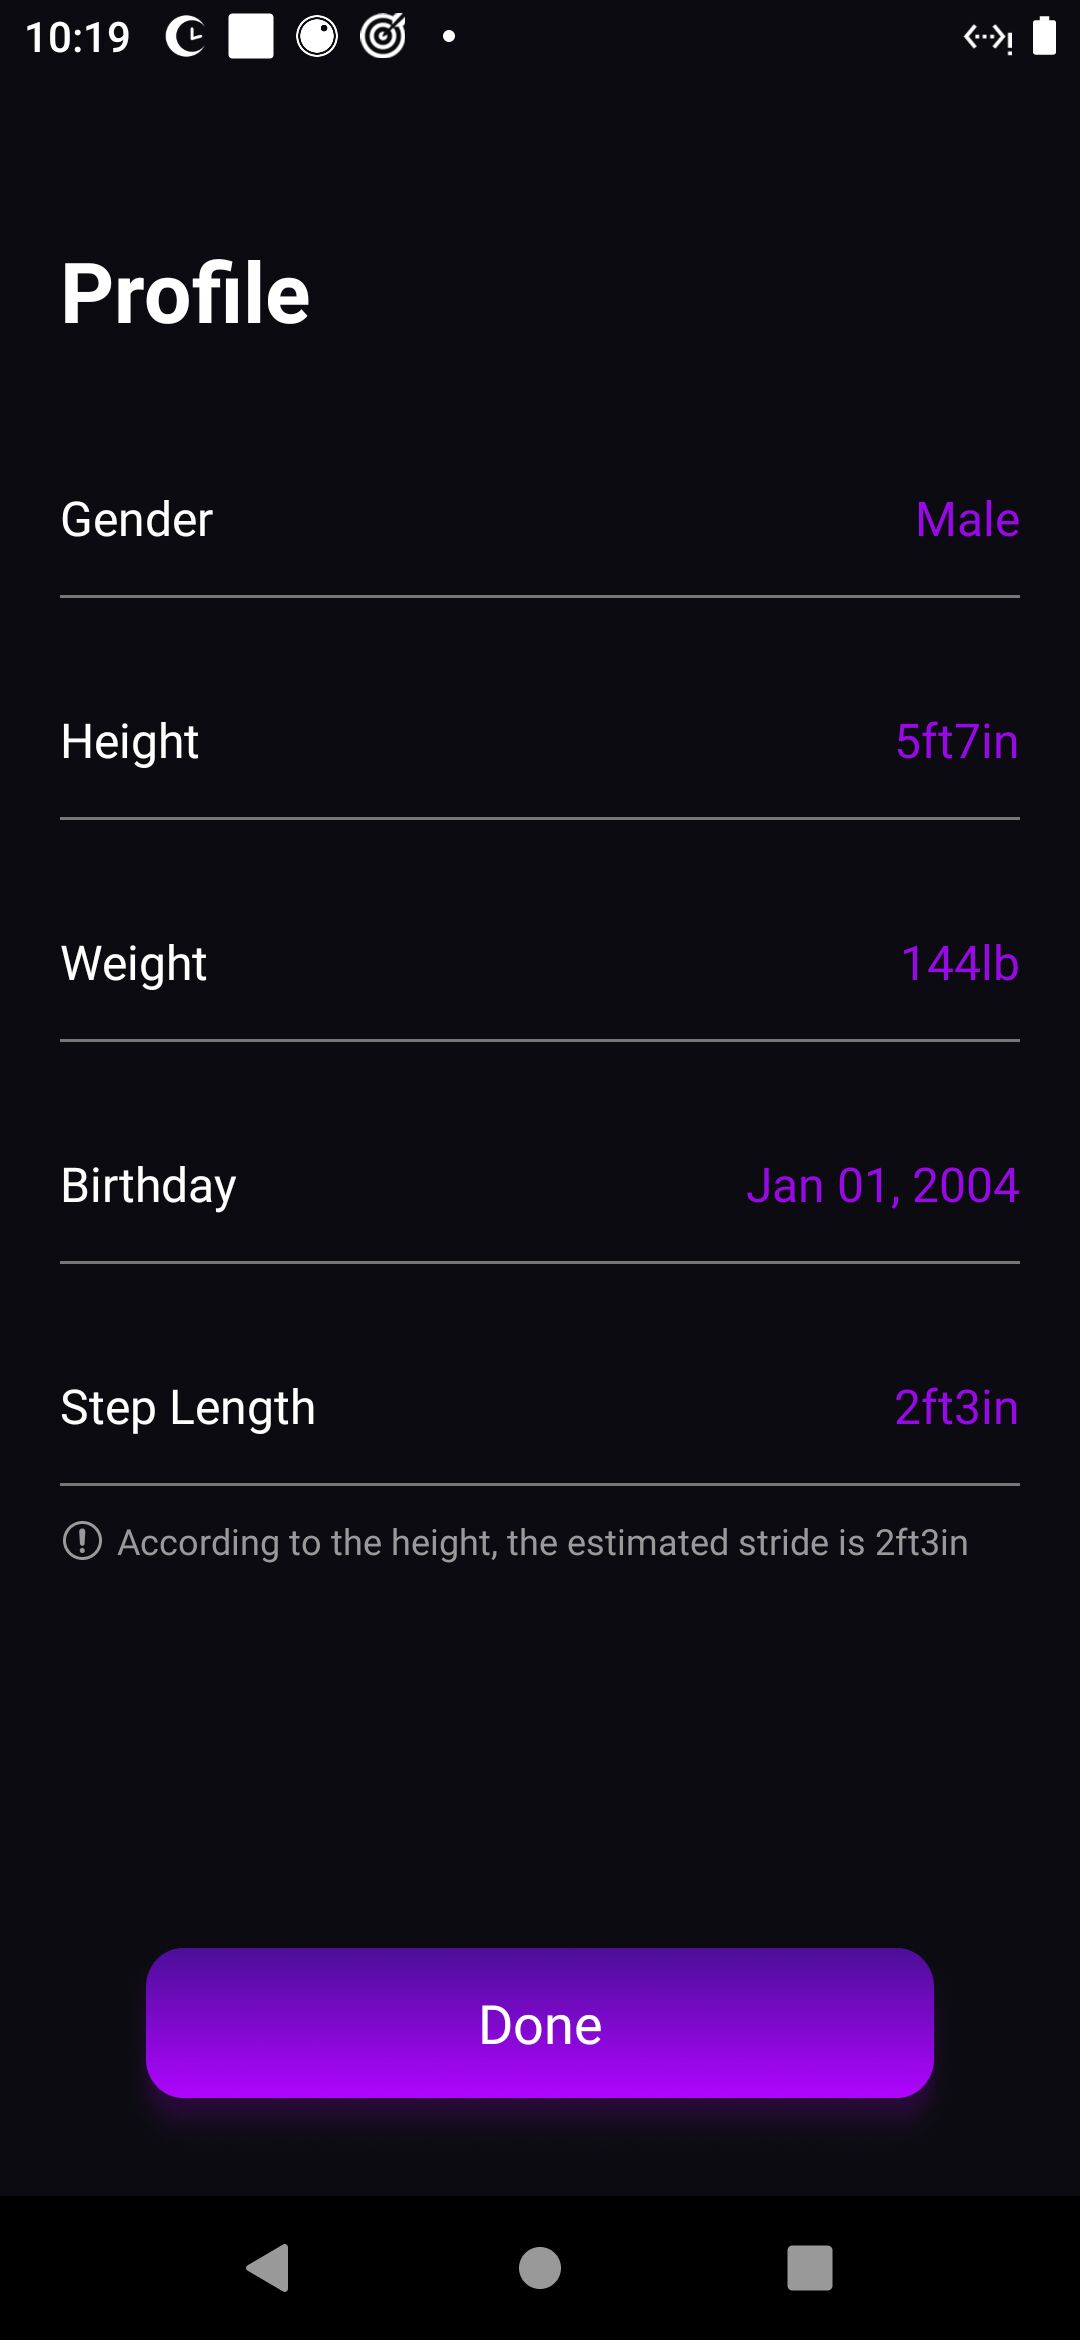 10:19
Profile
Gender Male
Height 5ft7in
Weight 144lb
Birthday Jan 01, 2004
Step Length 2ft3in
According to the height, the estimated stride is 2ft3in
Done